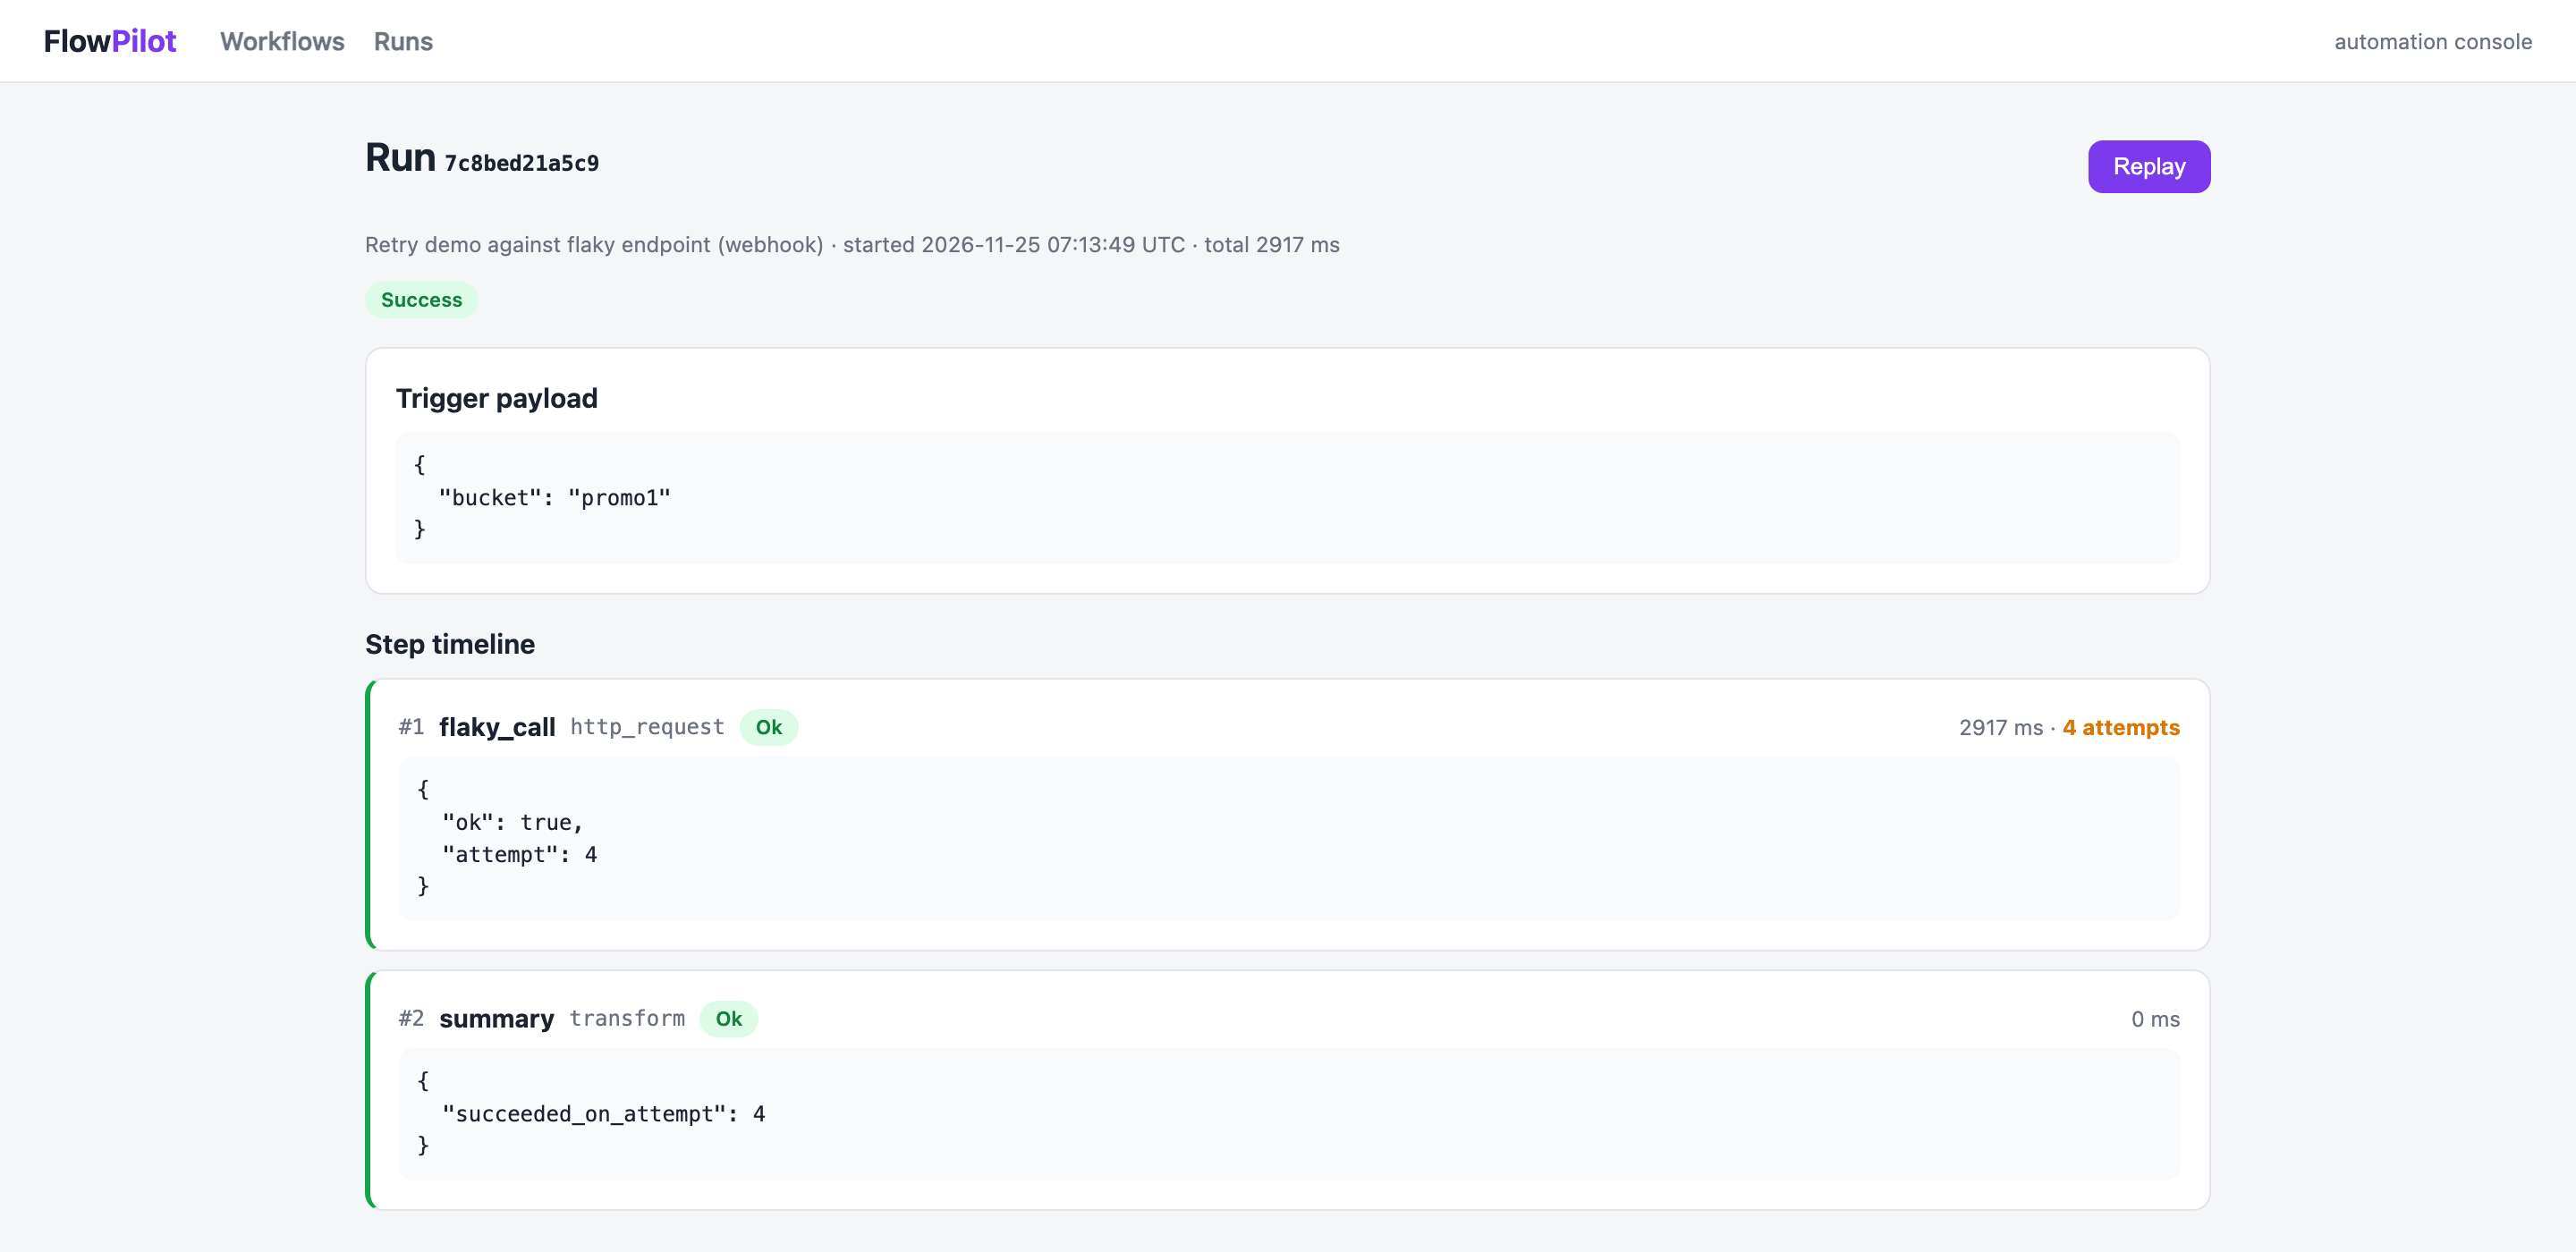 FlowPilot Workflows Runs automation console
Run 7c8bed21a5c9 Replay
Retry demo against flaky endpoint (webhook) · started 2026-11-25 07:13:49 UTC · total 2917 ms
Success
Trigger payload
{
  "bucket": "promo1"
}
Step timeline
#1 flaky_call http_request Ok 2917 ms · 4 attempts
{
  "ok": true,
  "attempt": 4
}
#2 summary transform Ok 0 ms
{
  "succeeded_on_attempt": 4
}